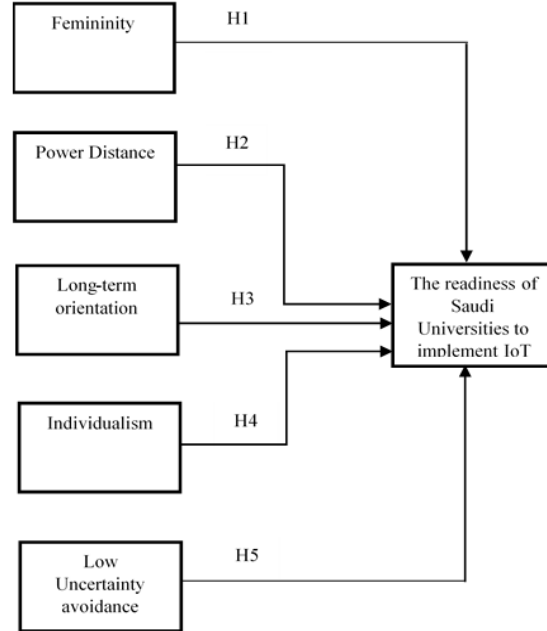 Femininity
H1
Power Distance
H2
Long-term
orientation
H3
The readiness of
Saudi
Universities to
implement IoT
Individualism
H4
Low
Uncertainty
avoidance
H5